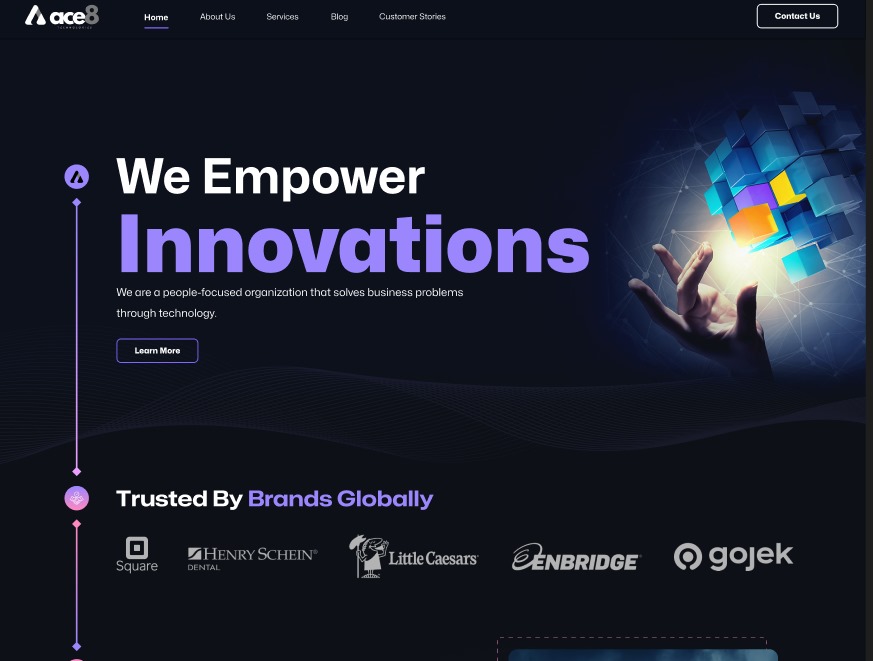 ace8
TECHNOLOGIES
Home
About Us
Services
Blog
Customer Stories
Contact Us
We Empower
Innovations
We are a people-focused organization that solves business problems
through technology.
Learn More
Trusted By Brands Globally
Square
HENRY SCHEIN®
DENTAL
Little Caesars
ENBRIDGE
gojek